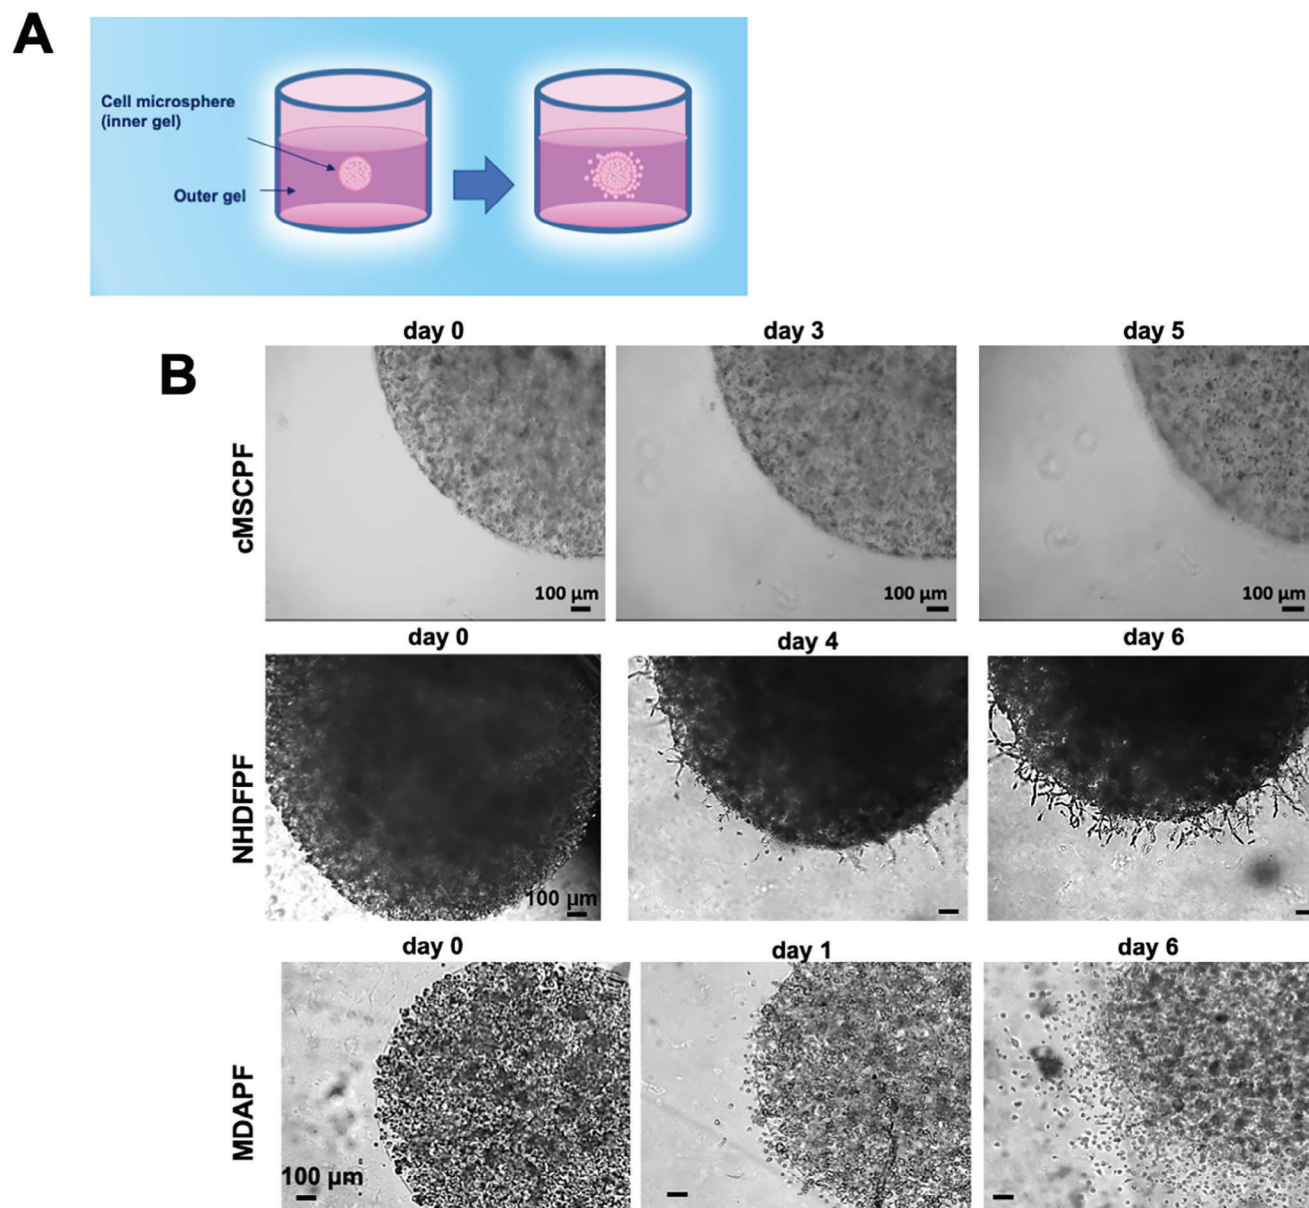 A
Cell microsphere
(inner gel)
Outer gel
B
day 0
day 3
day 5
cMSCPF
100 µm
100 µm
100 µm
day 0
day 4
day 6
NHDFPF
100 µm
day 0
day 1
day 6
MDAPF
100 µm